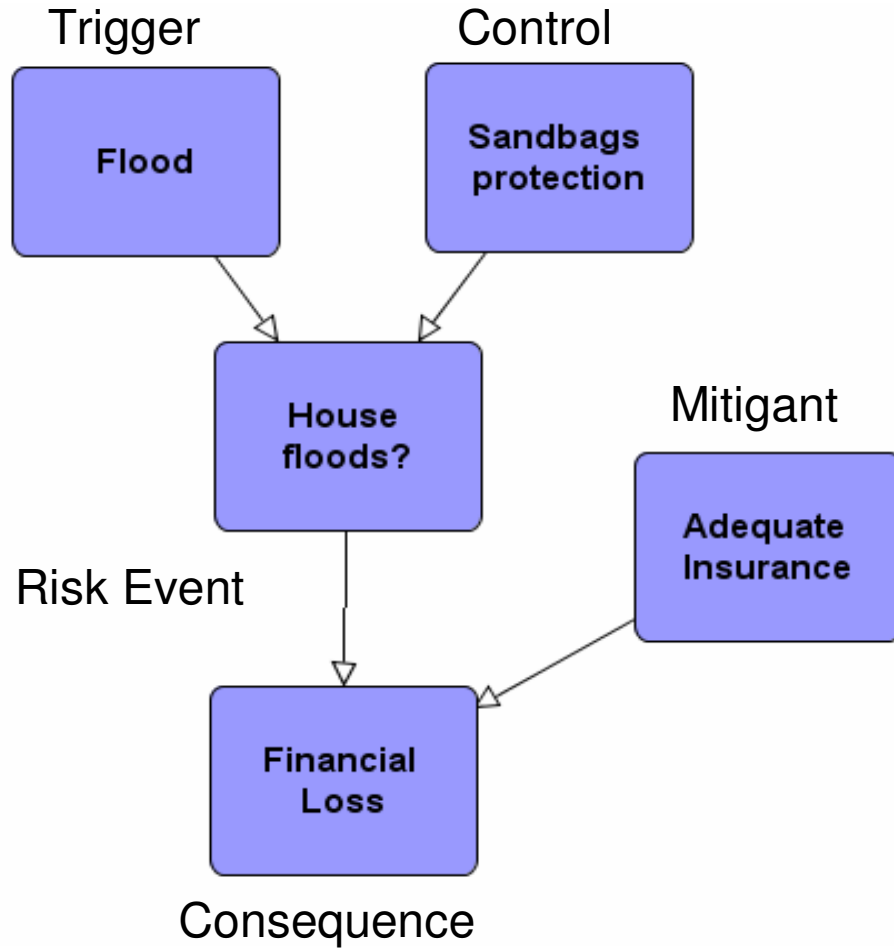 Trigger
Control
Flood
Sandbags
protection
House
floods?
Mitigant
Adequate
Insurance
Risk Event
Financial
Loss
Consequence